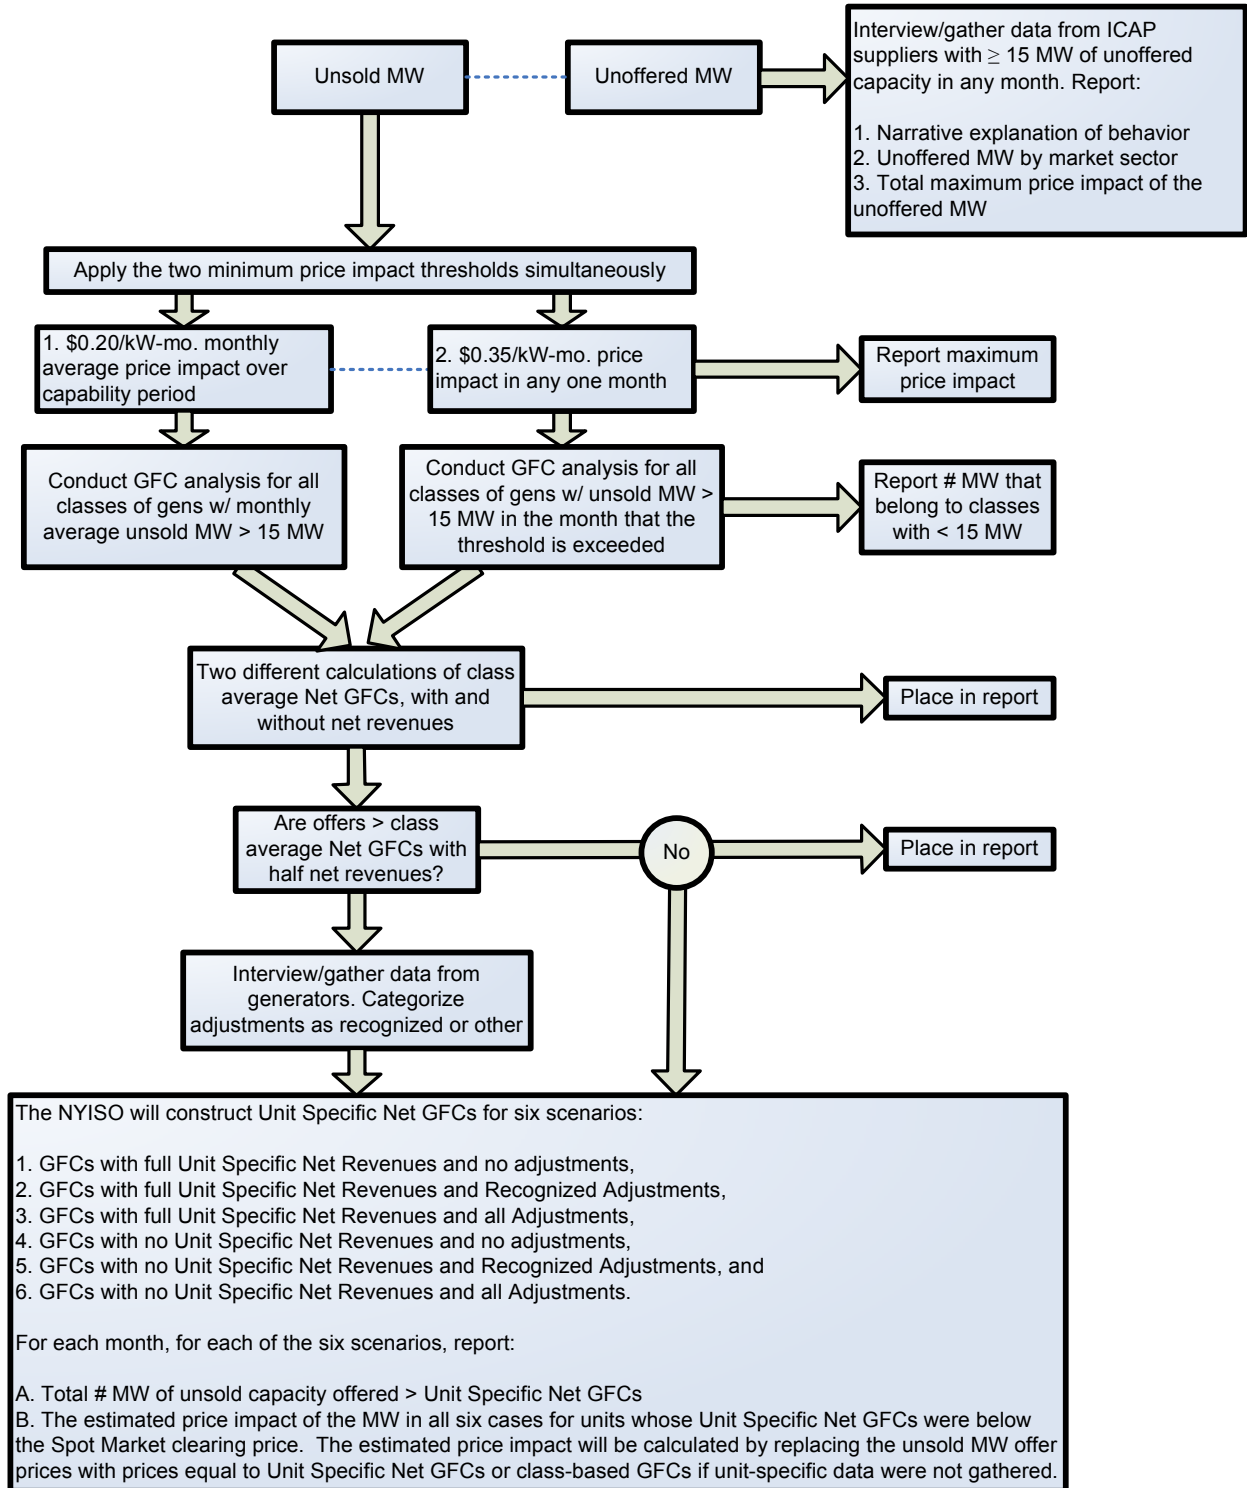 Unsold MW
Unoffered MW
Interview/gather data from ICAP
suppliers with ≥ 15 MW of unoffered
capacity in any month. Report:
1. Narrative explanation of behavior
2. Unoffered MW by market sector
3. Total maximum price impact of the
unoffered MW
Apply the two minimum price impact thresholds simultaneously
1. $0.20/kW-mo. monthly
average price impact over
capability period
2. $0.35/kW-mo. price
impact in any one month
Report maximum
price impact
Conduct GFC analysis for all
classes of gens w/ monthly
average unsold MW > 15 MW
Conduct GFC analysis for all
classes of gens w/ unsold MW >
15 MW in the month that the
threshold is exceeded
Report # MW that
belong to classes
with < 15 MW
Two different calculations of class
average Net GFCs, with and
without net revenues
Place in report
Are offers > class
average Net GFCs with
half net revenues?
No
Place in report
Interview/gather data from
generators. Categorize
adjustments as recognized or other
The NYISO will construct Unit Specific Net GFCs for six scenarios:
1. GFCs with full Unit Specific Net Revenues and no adjustments,
2. GFCs with full Unit Specific Net Revenues and Recognized Adjustments,
3. GFCs with full Unit Specific Net Revenues and all Adjustments,
4. GFCs with no Unit Specific Net Revenues and no adjustments,
5. GFCs with no Unit Specific Net Revenues and Recognized Adjustments, and
6. GFCs with no Unit Specific Net Revenues and all Adjustments.
For each month, for each of the six scenarios, report:
A. Total # MW of unsold capacity offered > Unit Specific Net GFCs
B. The estimated price impact of the MW in all six cases for units whose Unit Specific Net GFCs were below
the Spot Market clearing price.  The estimated price impact will be calculated by replacing the unsold MW offer
prices with prices equal to Unit Specific Net GFCs or class-based GFCs if unit-specific data were not gathered.